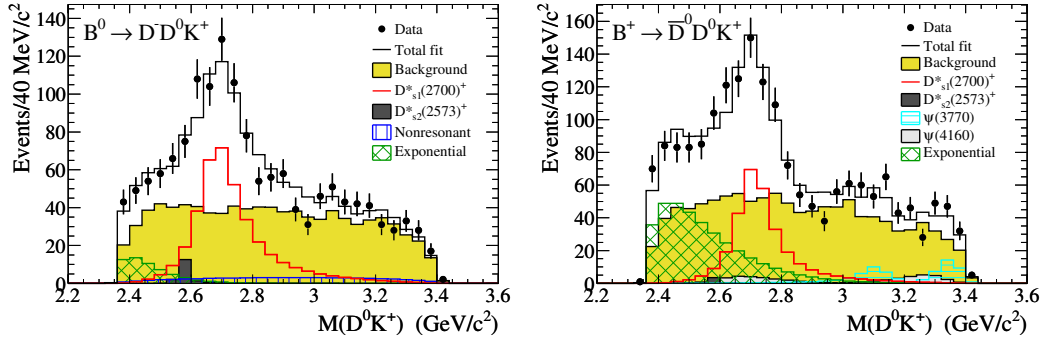 Events/40 MeV/c²
140
120
100
80
60
40
20
0
B⁰ → D⁻D⁰K⁺
Data
Total fit
Background
D*ₛ₁(2700)⁺
D*ₛ₂(2573)⁺
Nonresonant
Exponential
2.2 2.4 2.6 2.8 3 3.2 3.4 3.6
M(D⁰K⁺) (GeV/c²)
Events/40 MeV/c²
160
140
120
100
80
60
40
20
0
B⁺ → D̅⁰D⁰K⁺
Data
Total fit
Background
D*ₛ₁(2700)⁺
D*ₛ₂(2573)⁺
ψ(3770)
ψ(4160)
Exponential
2.2 2.4 2.6 2.8 3 3.2 3.4 3.6
M(D⁰K⁺) (GeV/c²)